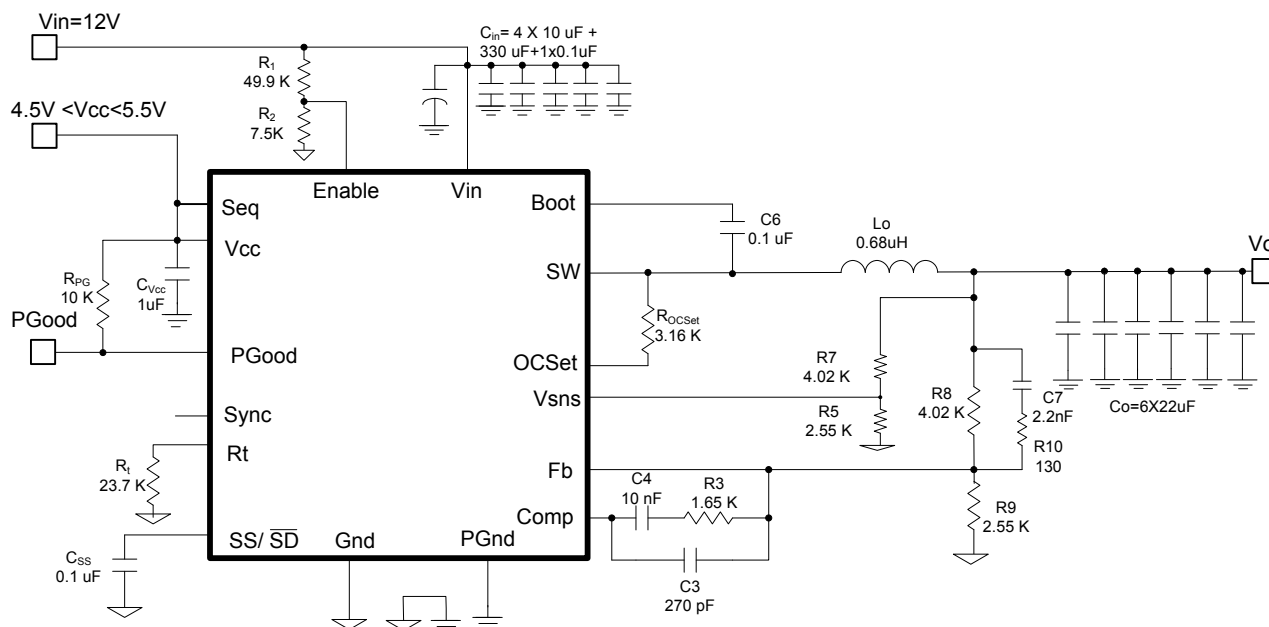 Vin=12V
Cin= 4 X 10 uF +
330 uF+1x0.1uF
R1
49.9 K
4.5V <Vcc<5.5V
R2
7.5K
Enable
Vin
Seq
Boot
C6
0.1 uF
Lo
0.68uH
Vo
Vcc
SW
RPG
10 K
CVcc
1uF
ROCSet
3.16 K
PGood
PGood
OCSet
R7
4.02 K
Vsns
R8
4.02 K
C7
2.2nF
Co=6X22uF
Sync
R5
2.55 K
R10
130
Rt
Rt
23.7 K
Fb
C4
10 nF
R3
1.65 K
R9
2.55 K
Comp
SS/ SD
Gnd
PGnd
CSS
0.1 uF
C3
270 pF